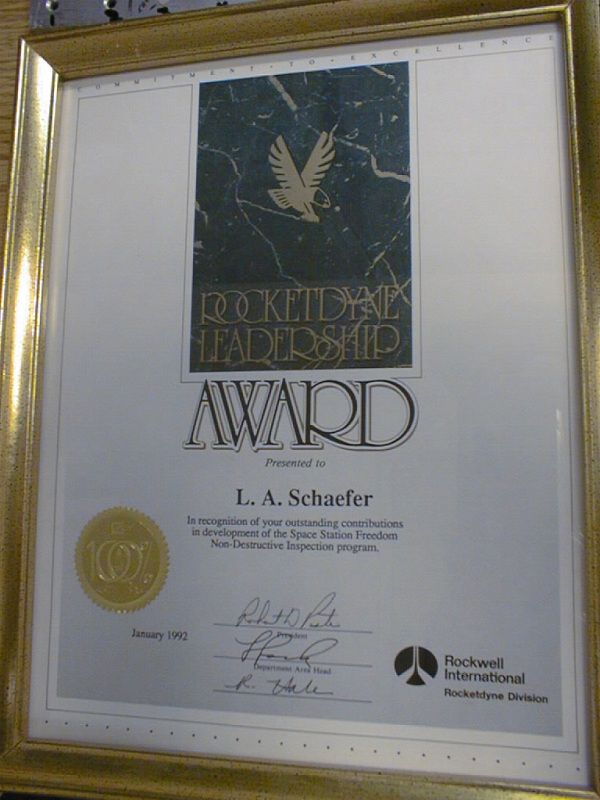 COMMITMENT · TO · EXCELLENCE
ROCKETDYNE
LEADERSHIP
AWARD
Presented to
L. A. Schaefer
In recognition of your outstanding contributions
in development of the Space Station Freedom
Non-Destructive Inspection program.
100%
January 1992
President
Department Area Head
Rockwell
International
Rocketdyne Division